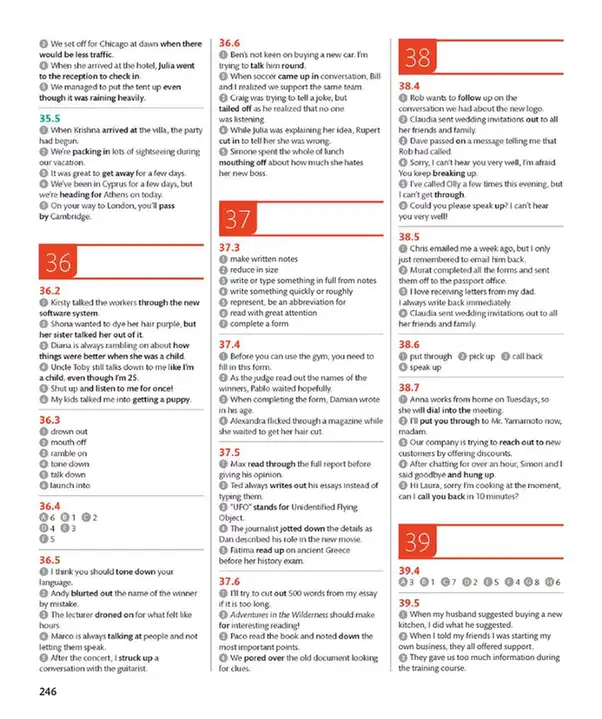 ③ We set off for Chicago at dawn when there
would be less traffic.
④ When she arrived at the hotel, Julia went
to the reception to check in.
⑤ We managed to put the tent up even
though it was raining heavily.
35.5
① When Krishna arrived at the villa, the party
had begun.
② We're packing in lots of sightseeing during
our vacation.
③ It was great to get away for a few days.
④ We've been in Cyprus for a few days, but
we're heading for Athens on today.
⑤ On your way to London, you'll pass
by Cambridge.
36
36.2
① Kirsty talked the workers through the new
software system.
② Shona wanted to dye her hair purple, but
her sister talked her out of it.
③ Diana is always rambling on about how
things were better when she was a child.
④ Uncle Toby still talks down to me like I'm
a child, even though I'm 25.
⑤ Shut up and listen to me for once!
⑥ My kids talked me into getting a puppy.
36.3
① drown out
② mouth off
③ ramble on
④ tone down
⑤ talk down
⑥ launch into
36.4
Ⓐ 6 Ⓑ 1 Ⓒ 2
Ⓓ 4 Ⓔ 3
Ⓕ 5
36.5
① I think you should tone down your
language.
② Andy blurted out the name of the winner
by mistake.
③ The lecturer droned on for what felt like
hours.
④ Marco is always talking at people and not
letting them speak.
⑤ After the concert, I struck up a
conversation with the guitarist.
36.6
① Ben's not keen on buying a new car. I'm
trying to talk him round.
② When soccer came up in conversation, Bill
and I realized we support the same team.
③ Craig was trying to tell a joke, but
tailed off as he realized that no one
was listening.
④ While Julia was explaining her idea, Rupert
cut in to tell her she was wrong.
⑤ Simone spent the whole of lunch
mouthing off about how much she hates
her new boss.
37
37.3
① make written notes
② reduce in size
③ write or type something in full from notes
④ write something quickly or roughly
⑤ represent, be an abbreviation for
⑥ read with great attention
⑦ complete a form
37.4
① Before you can use the gym, you need to
fill in this form.
② As the judge read out the names of the
winners, Pablo waited hopefully.
③ When completing the form, Damian wrote
in his age.
④ Alexandra flicked through a magazine while
she waited to get her hair cut.
37.5
① Max read through the full report before
giving his opinion.
② Ted always writes out his essays instead of
typing them.
③ "UFO" stands for Unidentified Flying
Object.
④ The journalist jotted down the details as
Dan described his role in the new movie.
⑤ Fatima read up on ancient Greece
before her history exam.
37.6
① I'll try to cut out 500 words from my essay
if it is too long.
② Adventures in the Wilderness should make
for interesting reading!
③ Paco read the book and noted down the
most important points.
④ We pored over the old document looking
for clues.
38
38.4
① Rob wants to follow up on the
conversation we had about the new logo.
② Claudia sent wedding invitations out to all
her friends and family.
③ Dave passed on a message telling me that
Rob had called.
④ Sorry, I can't hear you very well, I'm afraid.
You keep breaking up.
⑤ I've called Olly a few times this evening, but
I can't get through.
⑥ Could you please speak up? I can't hear
you very well!
38.5
① Chris emailed me a week ago, but I only
just remembered to email him back.
② Murat completed all the forms and sent
them off to the passport office.
③ I love receiving letters from my dad.
I always write back immediately.
④ Claudia sent wedding invitations out to all
her friends and family.
38.6
① put through ② pick up ③ call back
④ speak up
38.7
① Anna works from home on Tuesdays, so
she will dial into the meeting.
② I'll put you through to Mr. Yamamoto now,
madam.
③ Our company is trying to reach out to new
customers by offering discounts.
④ After chatting for over an hour, Simon and I
said goodbye and hung up.
⑤ Hi Laura, sorry I'm cooking at the moment,
can I call you back in 10 minutes?
39
39.4
Ⓐ 3 Ⓑ 1 Ⓒ 7 Ⓓ 2 Ⓔ 5 Ⓕ 4 Ⓖ 8 Ⓗ 6
39.5
① When my husband suggested buying a new
kitchen, I did what he suggested.
② When I told my friends I was starting my
own business, they all offered support.
③ They gave us too much information during
the training course.
246